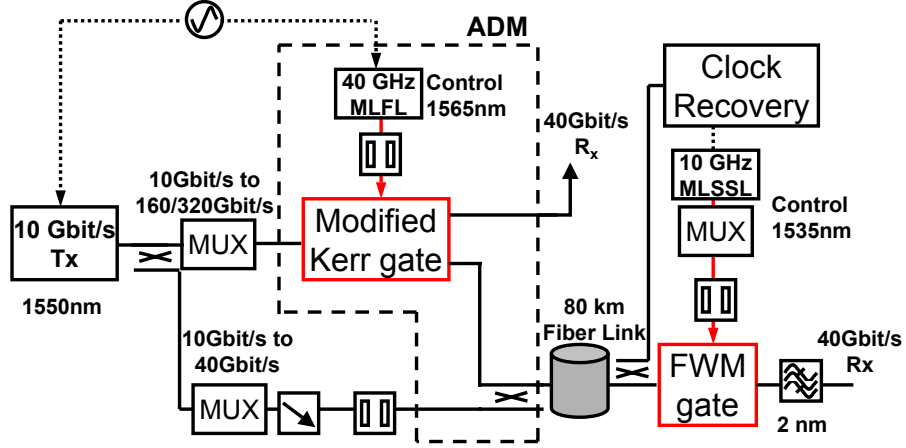 ADM
40 GHz
MLFL
Control
1565nm
Clock
Recovery
40Gbit/s
Rx
10 GHz
MLSSL
10Gbit/s to
160/320Gbit/s
10 Gbit/s
Tx
MUX
Modified
Kerr gate
MUX
Control
1535nm
1550nm
80 km
Fiber Link
10Gbit/s to
40Gbit/s
40Gbit/s
Rx
FWM
gate
MUX
2 nm